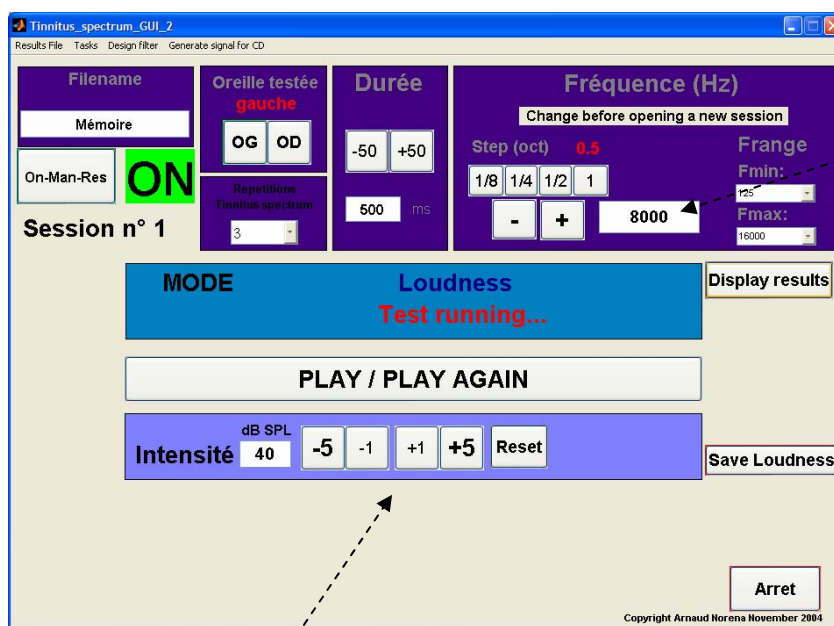 Tinnitus_spectrum_GUI_2
Results File Tasks Design filter Generate signal for CD
Filename
Mémoire
On-Man-Res
ON
Session n° 1
Oreille testée
gauche
OG OD
Repetitions
Tinnitus spectrum
3
Durée
-50 +50
500 ms
Fréquence (Hz)
Change before opening a new session
Step (oct) 0.5
1/8 1/4 1/2 1
- + 8000
Frange
Fmin:
125
Fmax:
16000
MODE Loudness
Test running...
Display results
PLAY / PLAY AGAIN
dB SPL
Intensité 40 -5 -1 +1 +5 Reset
Save Loudness
Arret
Copyright Arnaud Norena November 2004